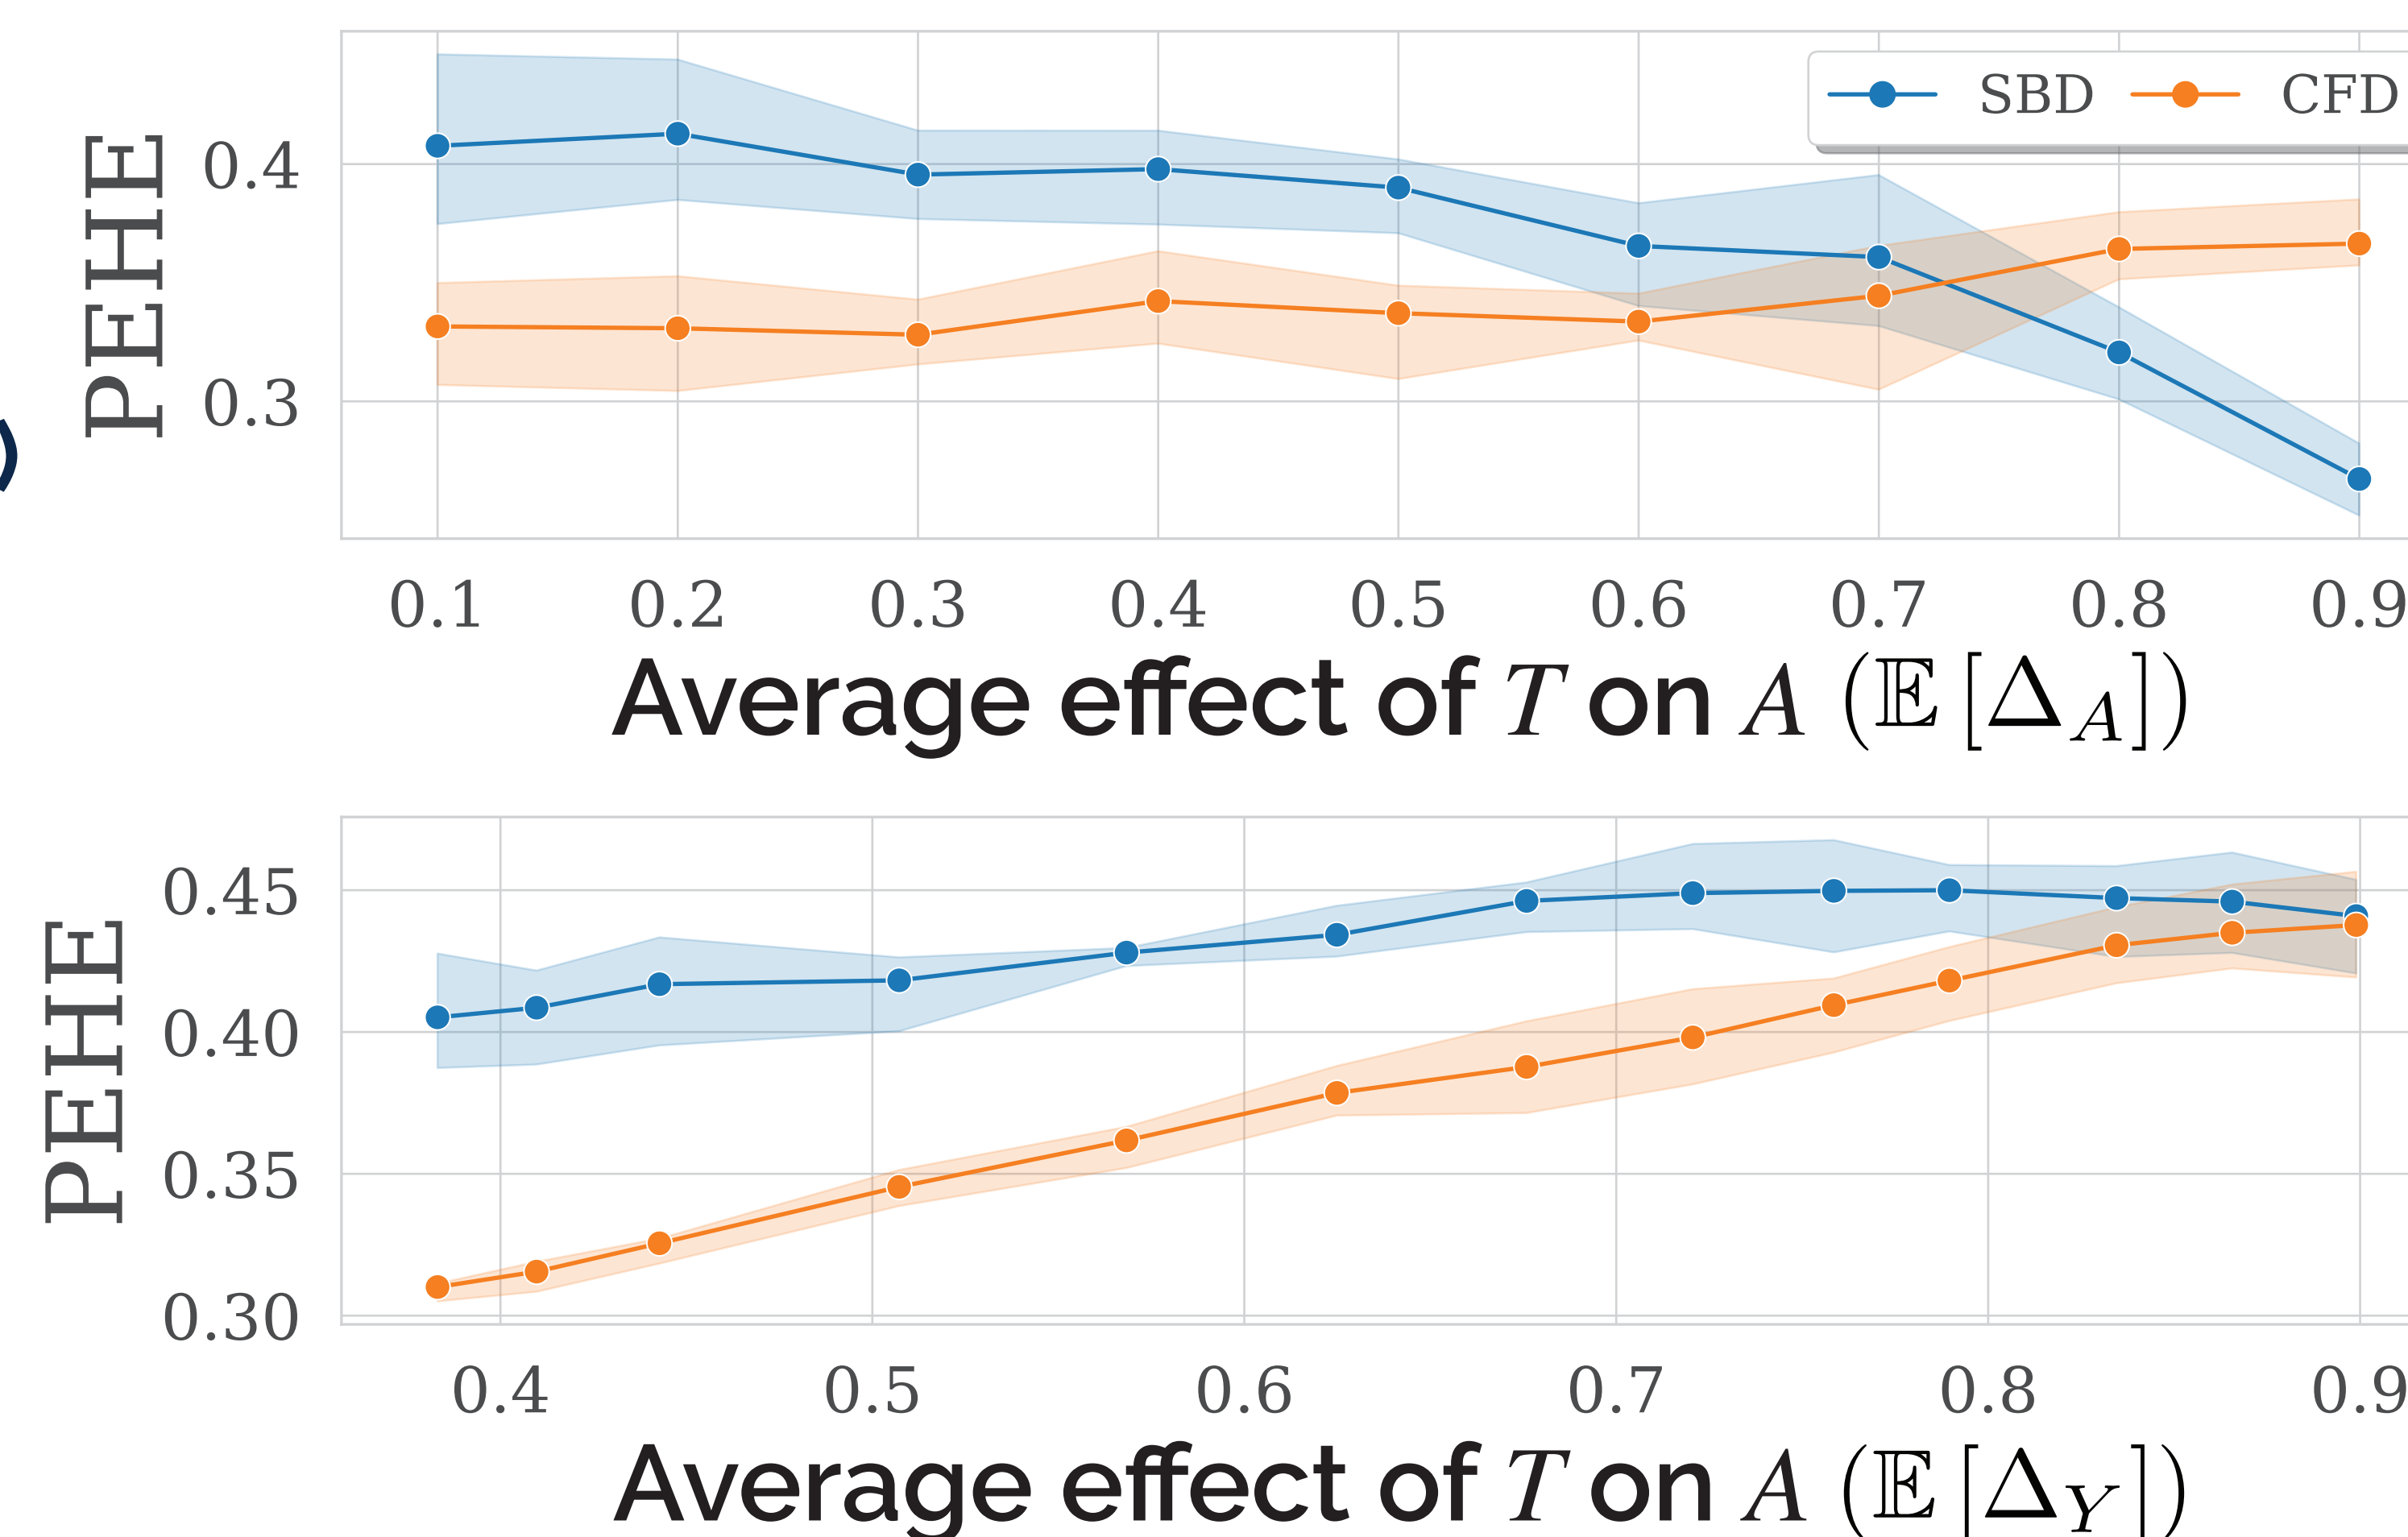 SBD CFD
PEHE
0.4
0.3
0.1 0.2 0.3 0.4 0.5 0.6 0.7 0.8 0.9
Average effect of T on A (𝔼 [Δ_A])
PEHE
0.45
0.40
0.35
0.30
0.4 0.5 0.6 0.7 0.8 0.9
Average effect of T on A (𝔼 [Δ_Y])